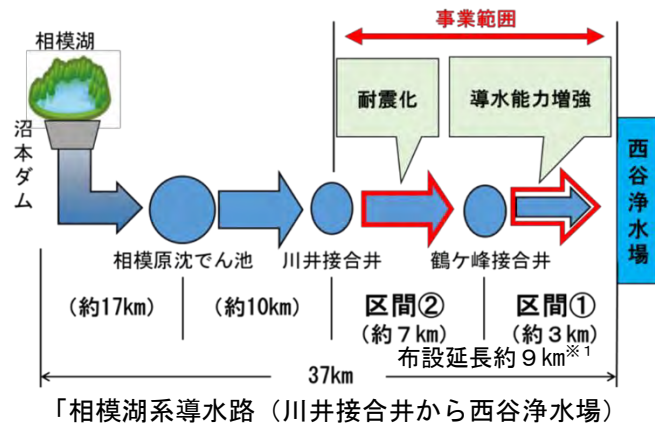 事業範囲
相模湖
耐震化
導水能力増強
沼本ダム
西谷浄水場
相模原沈でん池
川井接合井
鶴ケ峰接合井
(約17km)
(約10km)
区間②
(約7km)
区間①
(約3km)
布設延長約9km※1
37km
「相模湖系導水路(川井接合井から西谷浄水場)